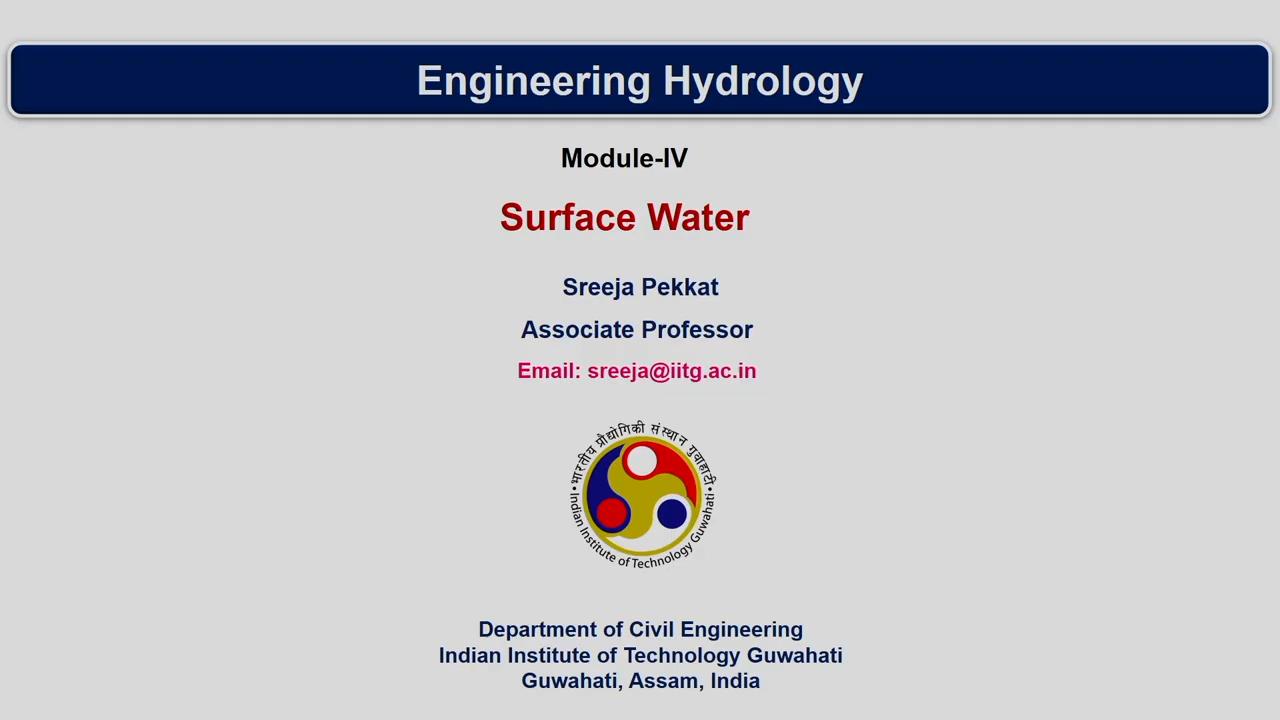 Engineering Hydrology
Module-IV
Surface Water
Sreeja Pekkat
Associate Professor
Email: sreeja@iitg.ac.in
भारतीय प्रौद्योगिकी संस्थान गुवाहाटी
Indian Institute of Technology Guwahati
Department of Civil Engineering
Indian Institute of Technology Guwahati
Guwahati, Assam, India